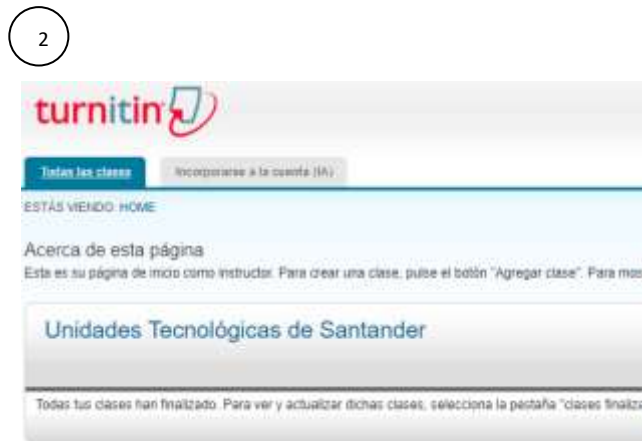 2
turnitin
Todas las clases
Incorporarse a la cuenta (IA)
ESTÁS VIENDO: HOME
Acerca de esta página
Esta es su página de inicio como instructor. Para crear una clase, pulse el botón "Agregar clase". Para mos
Unidades Tecnológicas de Santander
Todas tus clases han finalizado. Para ver y actualizar dichas clases, selecciona la pestaña "clases finaliza